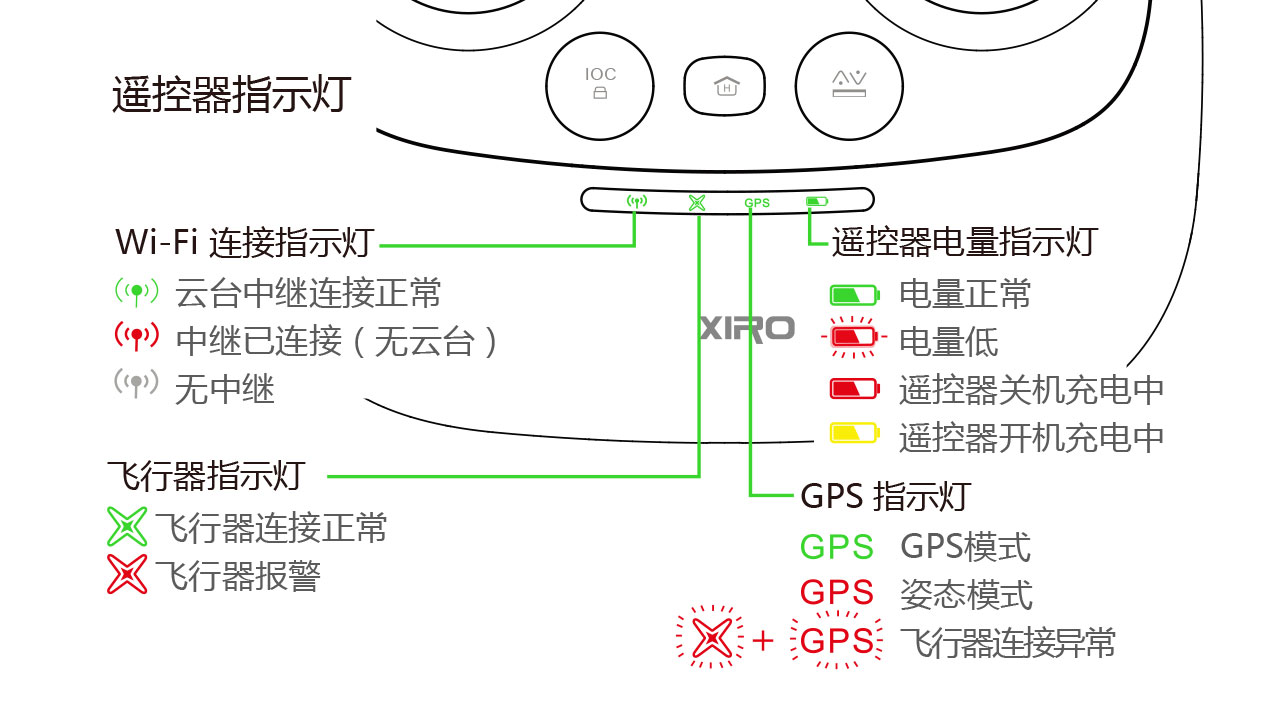 IOC
H
遥控器指示灯
GPS
Wi-Fi 连接指示灯
云台中继连接正常
中继已连接（无云台）
无中继
遥控器电量指示灯
电量正常
电量低
遥控器关机充电中
遥控器开机充电中
XIRO
飞行器指示灯
飞行器连接正常
飞行器报警
GPS 指示灯
GPS GPS模式
GPS 姿态模式
+ GPS 飞行器连接异常